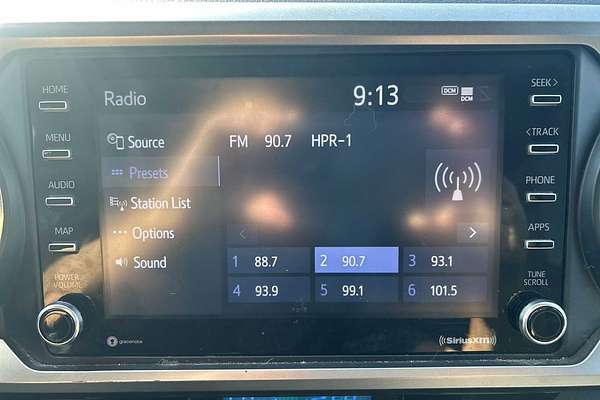 HOME
MENU
AUDIO
MAP
POWER
VOLUME
Radio
9:13
DCM
DCM
Source
Presets
Station List
Options
Sound
FM 90.7 HPR-1
1 88.7 2 90.7 3 93.1
4 93.9 5 99.1 6 101.5
SEEK >
< TRACK
PHONE
APPS
TUNE
SCROLL
gracenote
SiriusXM